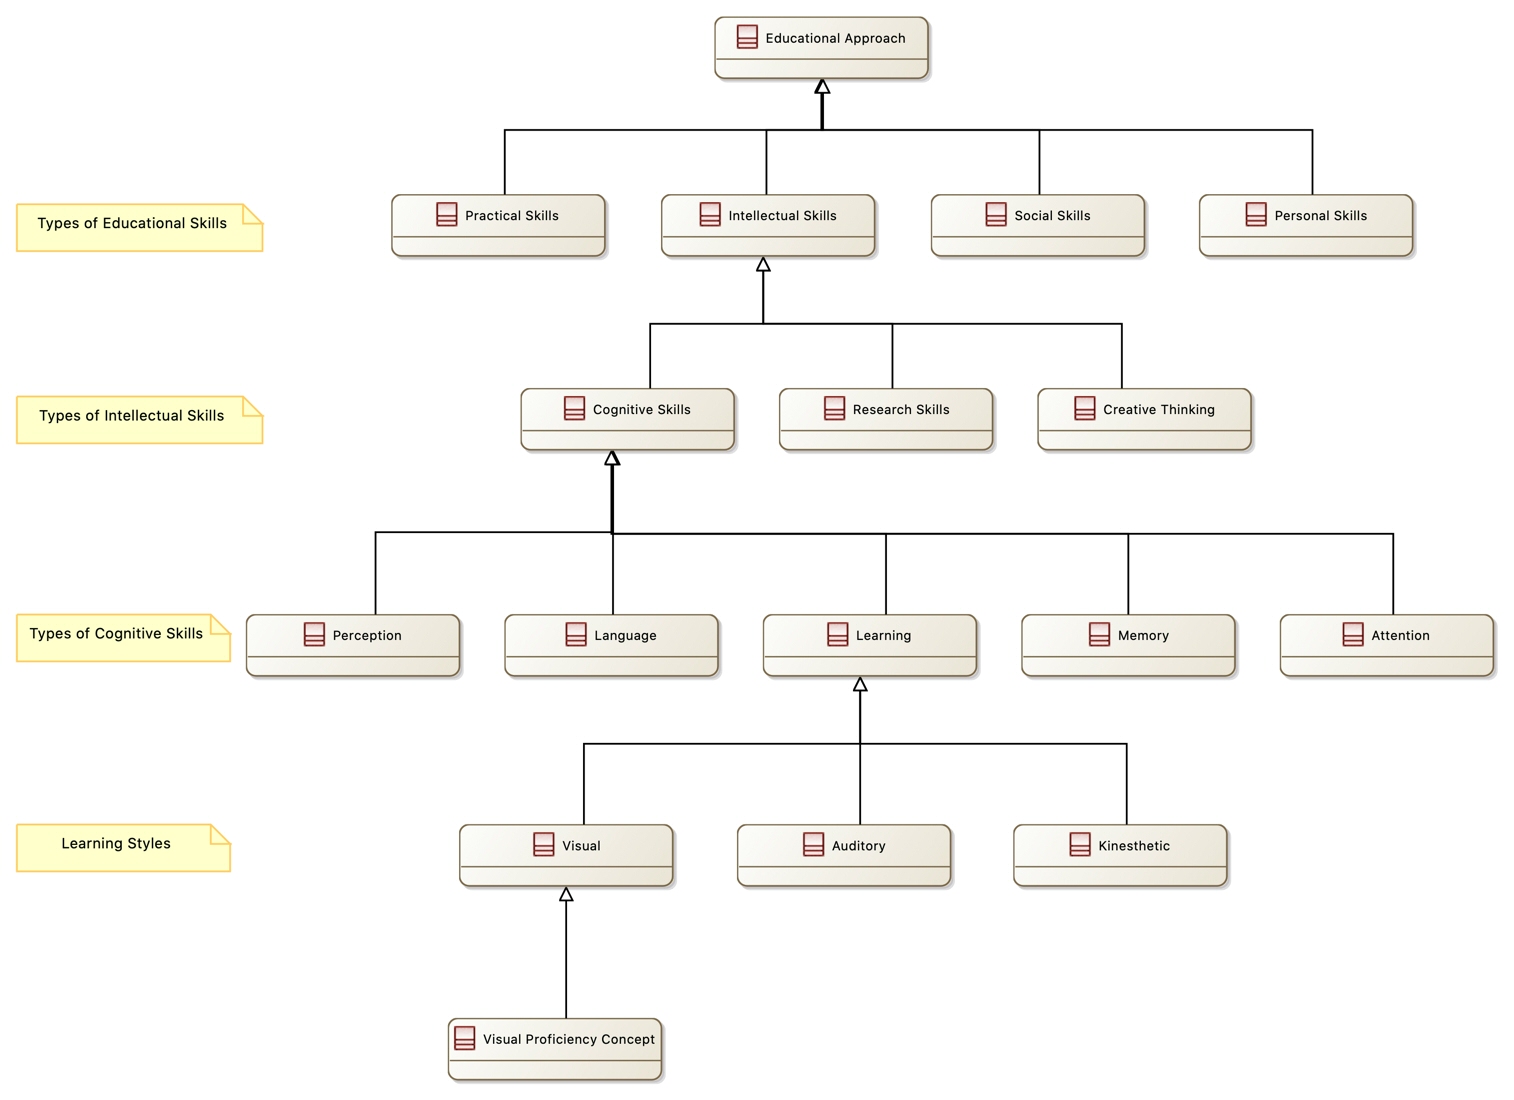 Educational Approach
Types of Educational Skills
Practical Skills
Intellectual Skills
Social Skills
Personal Skills
Types of Intellectual Skills
Cognitive Skills
Research Skills
Creative Thinking
Types of Cognitive Skills
Perception
Language
Learning
Memory
Attention
Learning Styles
Visual
Auditory
Kinesthetic
Visual Proficiency Concept